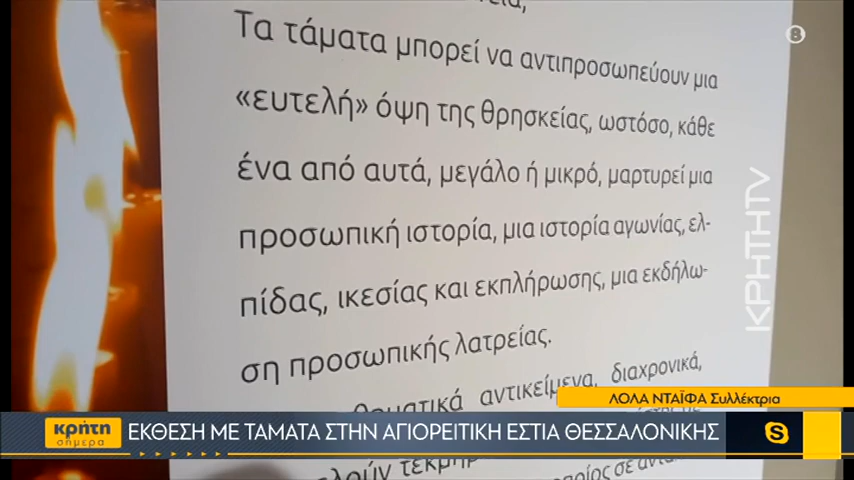 Τα τάματα μπορεί να αντιπροσωπεύουν μια
«ευτελή» όψη της θρησκείας, ωστόσο, κάθε
ένα από αυτά, μεγάλο ή μικρό, μαρτυρεί μια
προσωπική ιστορία, μια ιστορία αγωνίας, ελ-
πίδας, ικεσίας και εκπλήρωσης, μια εκδήλω-
ση προσωπικής λατρείας.
αντικείμενα, διαχρονικά,
ΚΡΗΤΗTV
8
ΛΟΛΑ ΝΤΑΪΦΑ Συλλέκτρια
κρήτη
σήμερα
ΕΚΘΕΣΗ ΜΕ ΤΑΜΑΤΑ ΣΤΗΝ ΑΓΙΟΡΕΙΤΙΚΗ ΕΣΤΙΑ ΘΕΣΣΑΛΟΝΙΚΗΣ